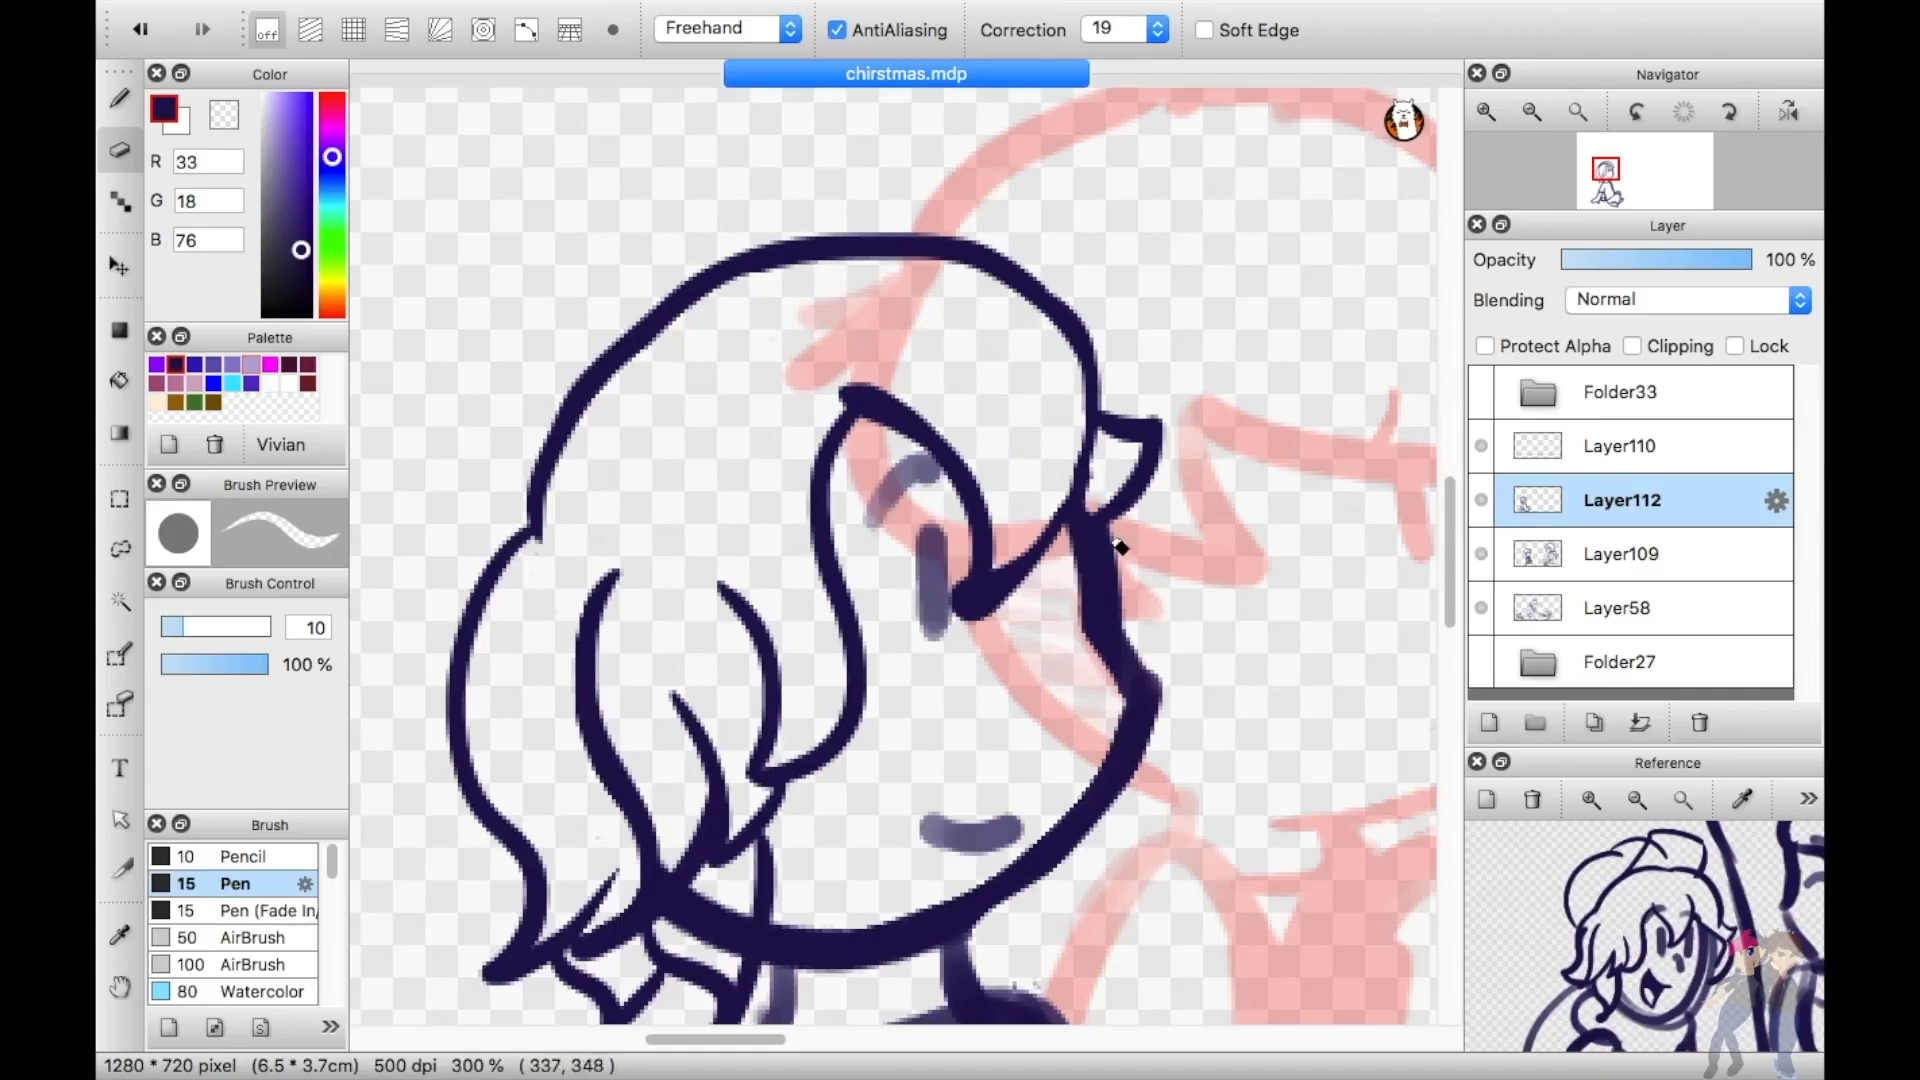 off
Freehand
AntiAliasing
Correction
19
Soft Edge
chirstmas.mdp
Color
R 33
G 18
B 76
Palette
Vivian
Brush Preview
Brush Control
10
100 %
Brush
10 Pencil
15 Pen
15 Pen (Fade In/
50 AirBrush
100 AirBrush
80 Watercolor
Navigator
Layer
Opacity 100 %
Blending Normal
Protect Alpha Clipping Lock
Folder33
Layer110
Layer112
Layer109
Layer58
Folder27
Reference
T
S
1280 * 720 pixel (6.5 * 3.7cm) 500 dpi 300 % ( 337, 348 )